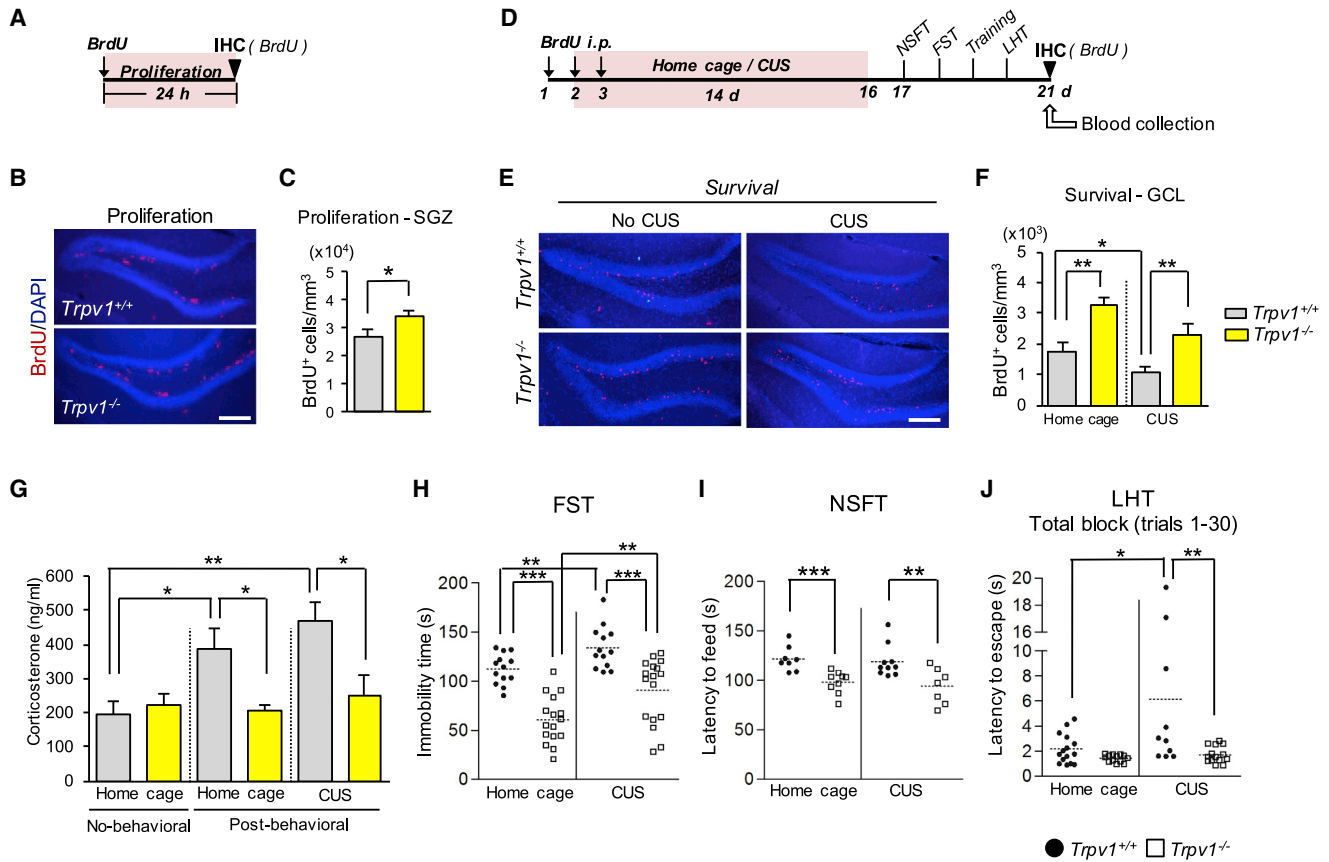 A
BrdU
IHC ( BrdU )
Proliferation
24 h
D
BrdU i.p.
NSFT
FST
Training
LHT
IHC ( BrdU )
Home cage / CUS
1 2 3 14 d 16 17 21 d
Blood collection
B
Proliferation
BrdU/DAPI
Trpv1+/+
Trpv1-/-
C
Proliferation - SGZ
(x10⁴)
BrdU⁺ cells/mm³
5
4
3
2
1
0
*
E
Survival
No CUS CUS
Trpv1+/+
Trpv1-/-
F
Survival - GCL
(x10³)
BrdU⁺ cells/mm³
5
4
3
2
1
0
*
** **
Home cage CUS
Trpv1+/+
Trpv1-/-
G
Corticosterone (ng/ml)
600
500
400
300
200
100
0
**
*
* *
Home cage Home cage CUS
No-behavioral Post-behavioral
H
FST
Immobility time (s)
200
150
100
50
0
**
** ***
***
Home cage CUS
I
NSFT
Latency to feed (s)
200
150
100
50
0
*** **
Home cage CUS
J
LHT
Total block (trials 1-30)
Latency to escape (s)
20
18
16
14
12
10
8
6
4
2
0
* **
Home cage CUS
Trpv1+/+ Trpv1-/-